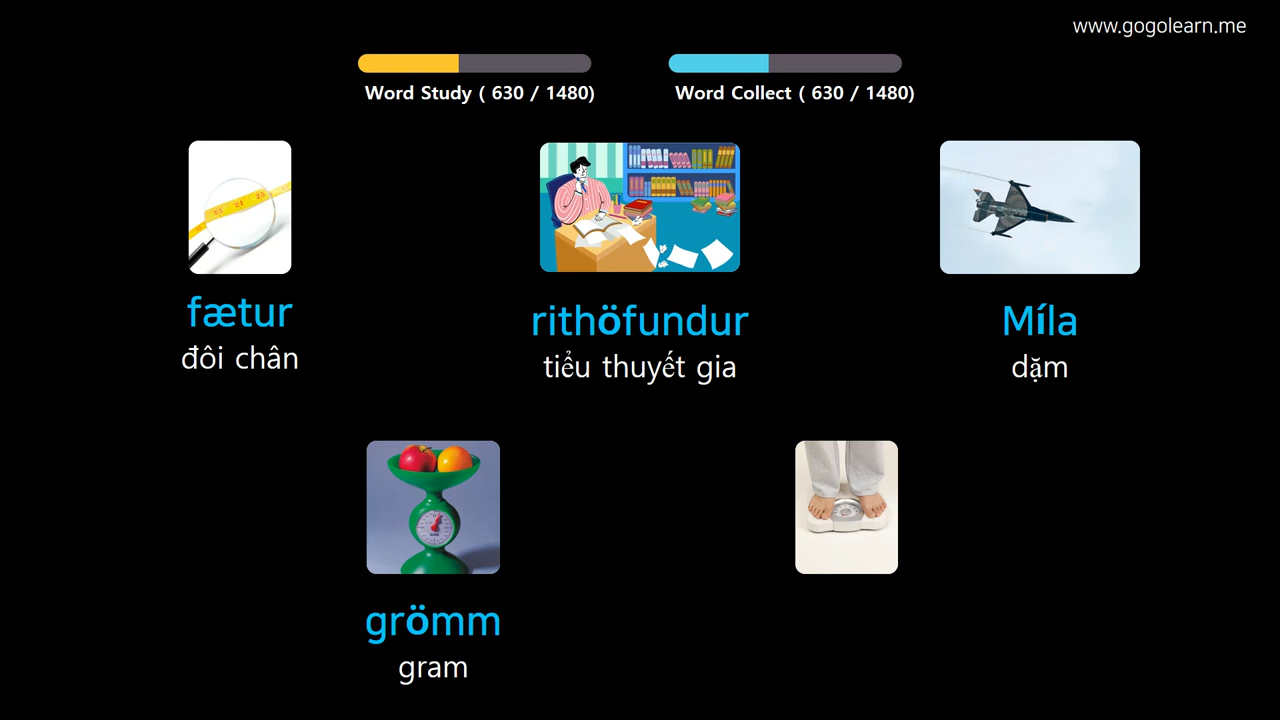 www.gogolearn.me
Word Study ( 630 / 1480)
Word Collect ( 630 / 1480)
fætur
đôi chân
rithöfundur
tiểu thuyết gia
Míla
dặm
grömm
gram